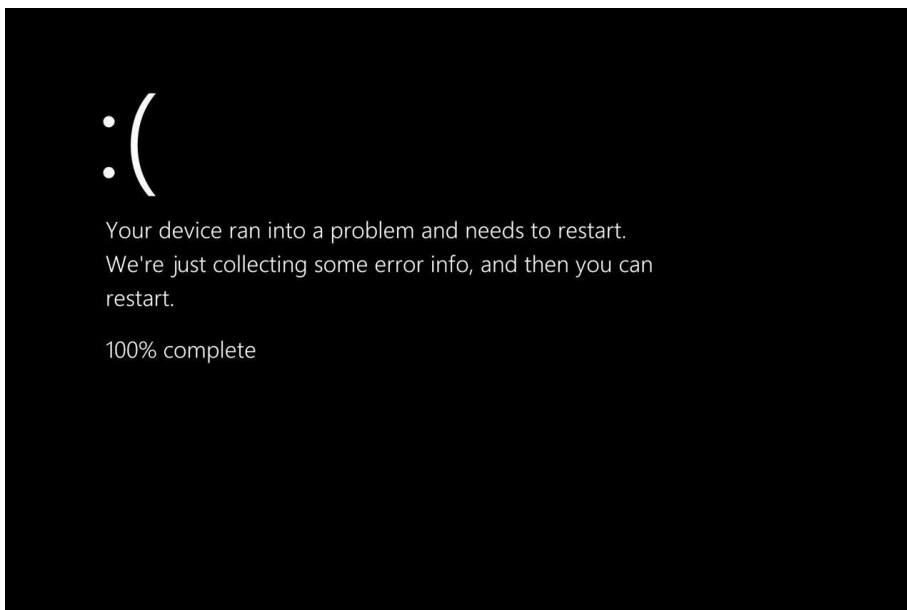 :(
Your device ran into a problem and needs to restart.
We're just collecting some error info, and then you can
restart.
100% complete